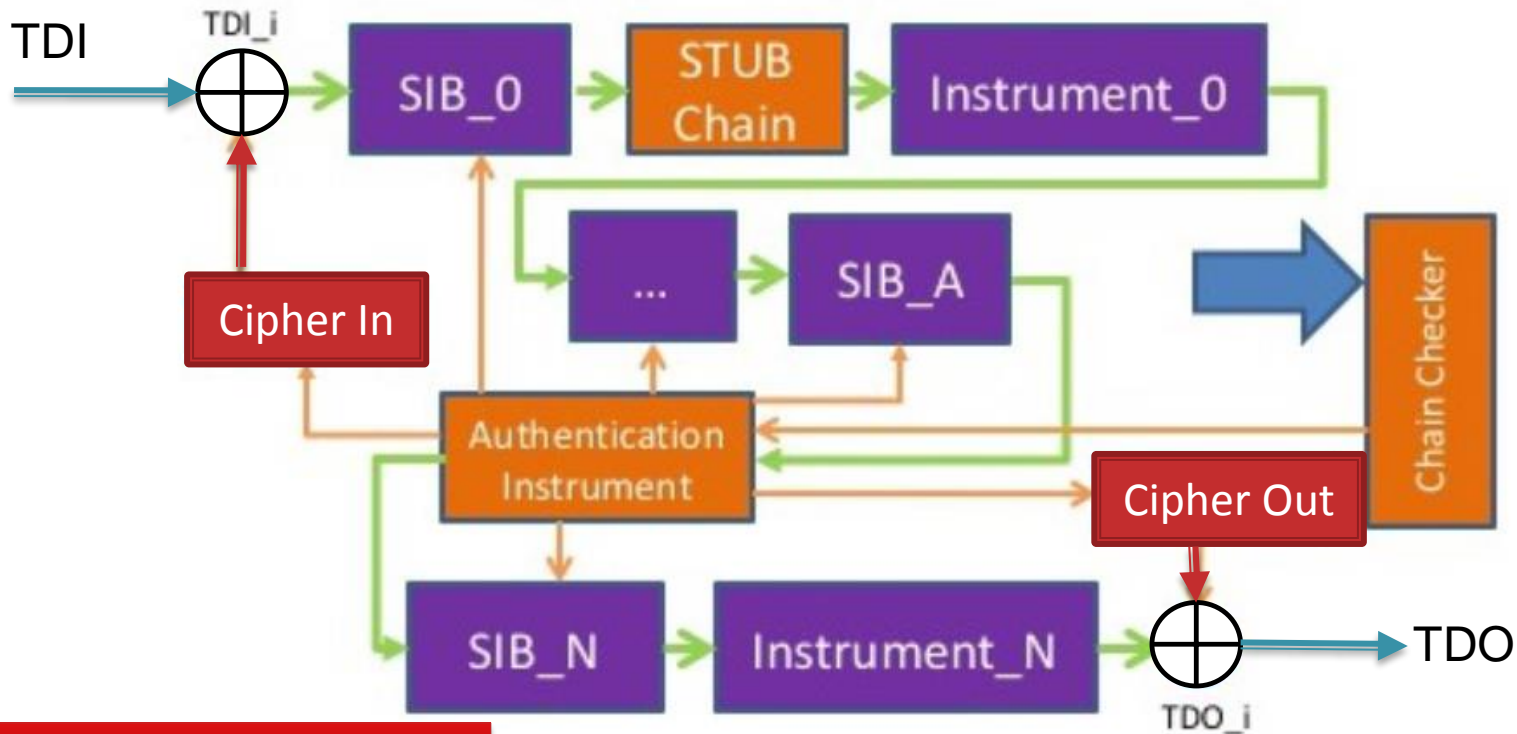 TDI
TDI_i
SIB_0
STUB
Chain
Instrument_0
...
SIB_A
Cipher In
Chain Checker
Authentication
Instrument
Cipher Out
SIB_N
Instrument_N
TDO
TDO_i